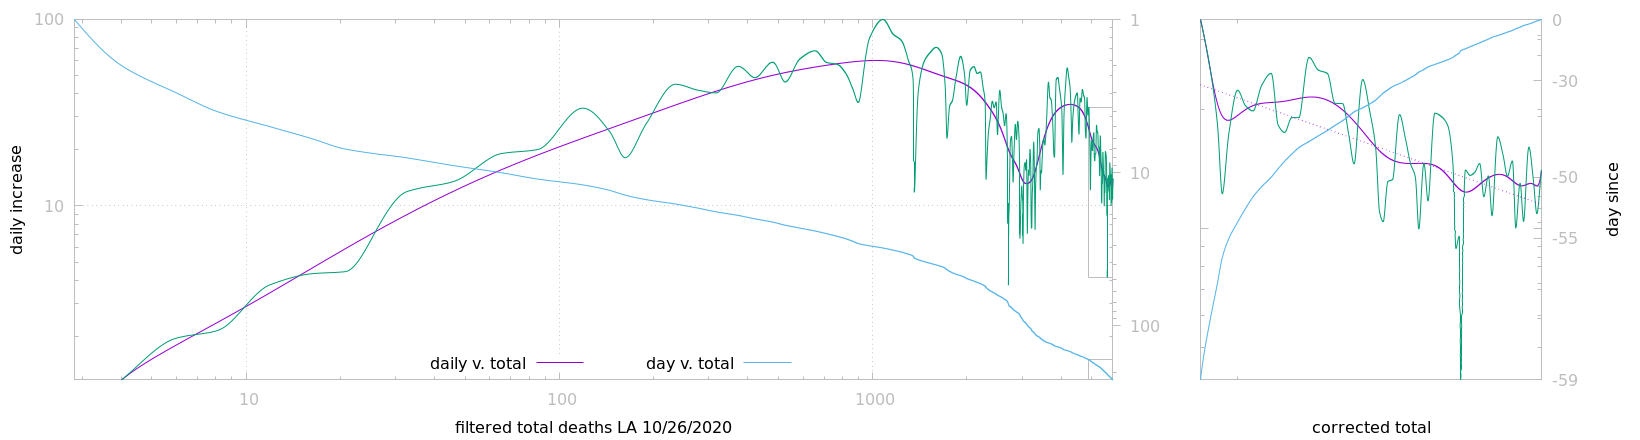 100
10
daily increase
10
100
1000
filtered total deaths LA 10/26/2020
daily v. total
day v. total
1
10
100
0
-30
-50
-55
-59
day since
corrected total